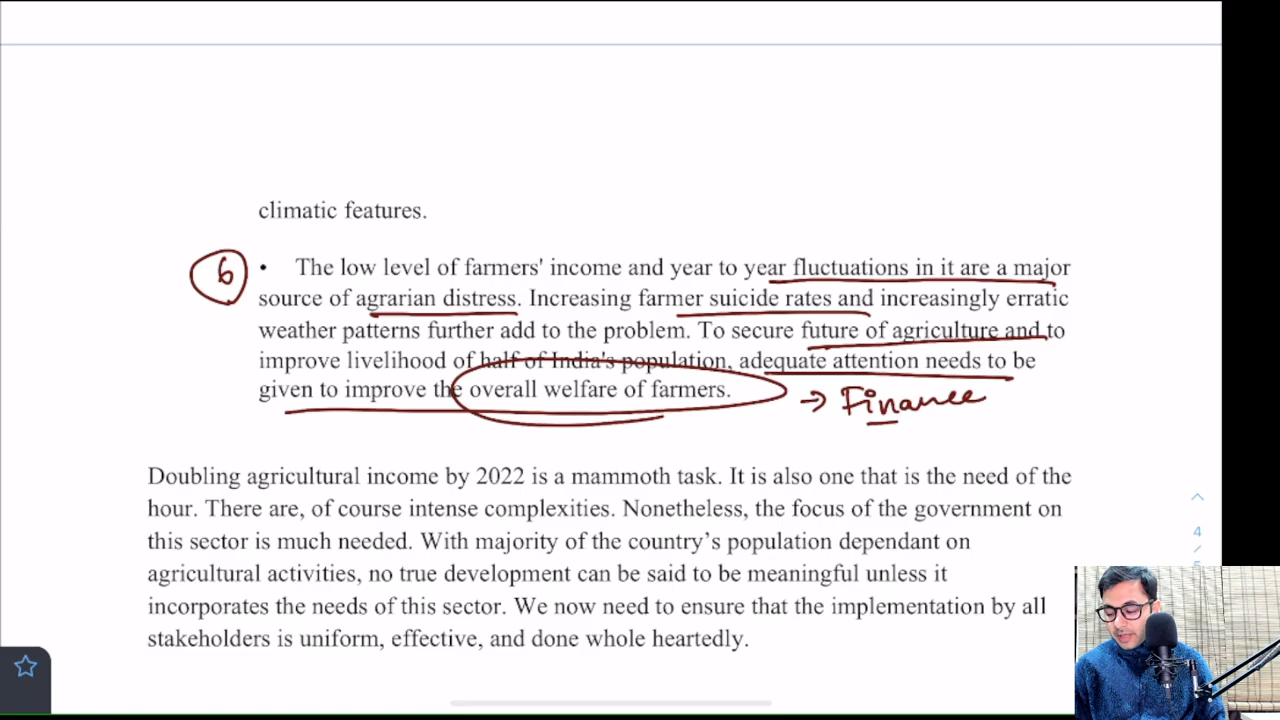 climatic features.
6 • The low level of farmers' income and year to year fluctuations in it are a major
source of agrarian distress. Increasing farmer suicide rates and increasingly erratic
weather patterns further add to the problem. To secure future of agriculture and to
improve livelihood of half of India's population, adequate attention needs to be
given to improve the overall welfare of farmers.
→ Finance
Doubling agricultural income by 2022 is a mammoth task. It is also one that is the need of the
hour. There are, of course intense complexities. Nonetheless, the focus of the government on
this sector is much needed. With majority of the country's population dependant on
agricultural activities, no true development can be said to be meaningful unless it
incorporates the needs of this sector. We now need to ensure that the implementation by all
stakeholders is uniform, effective, and done whole heartedly.
4
/